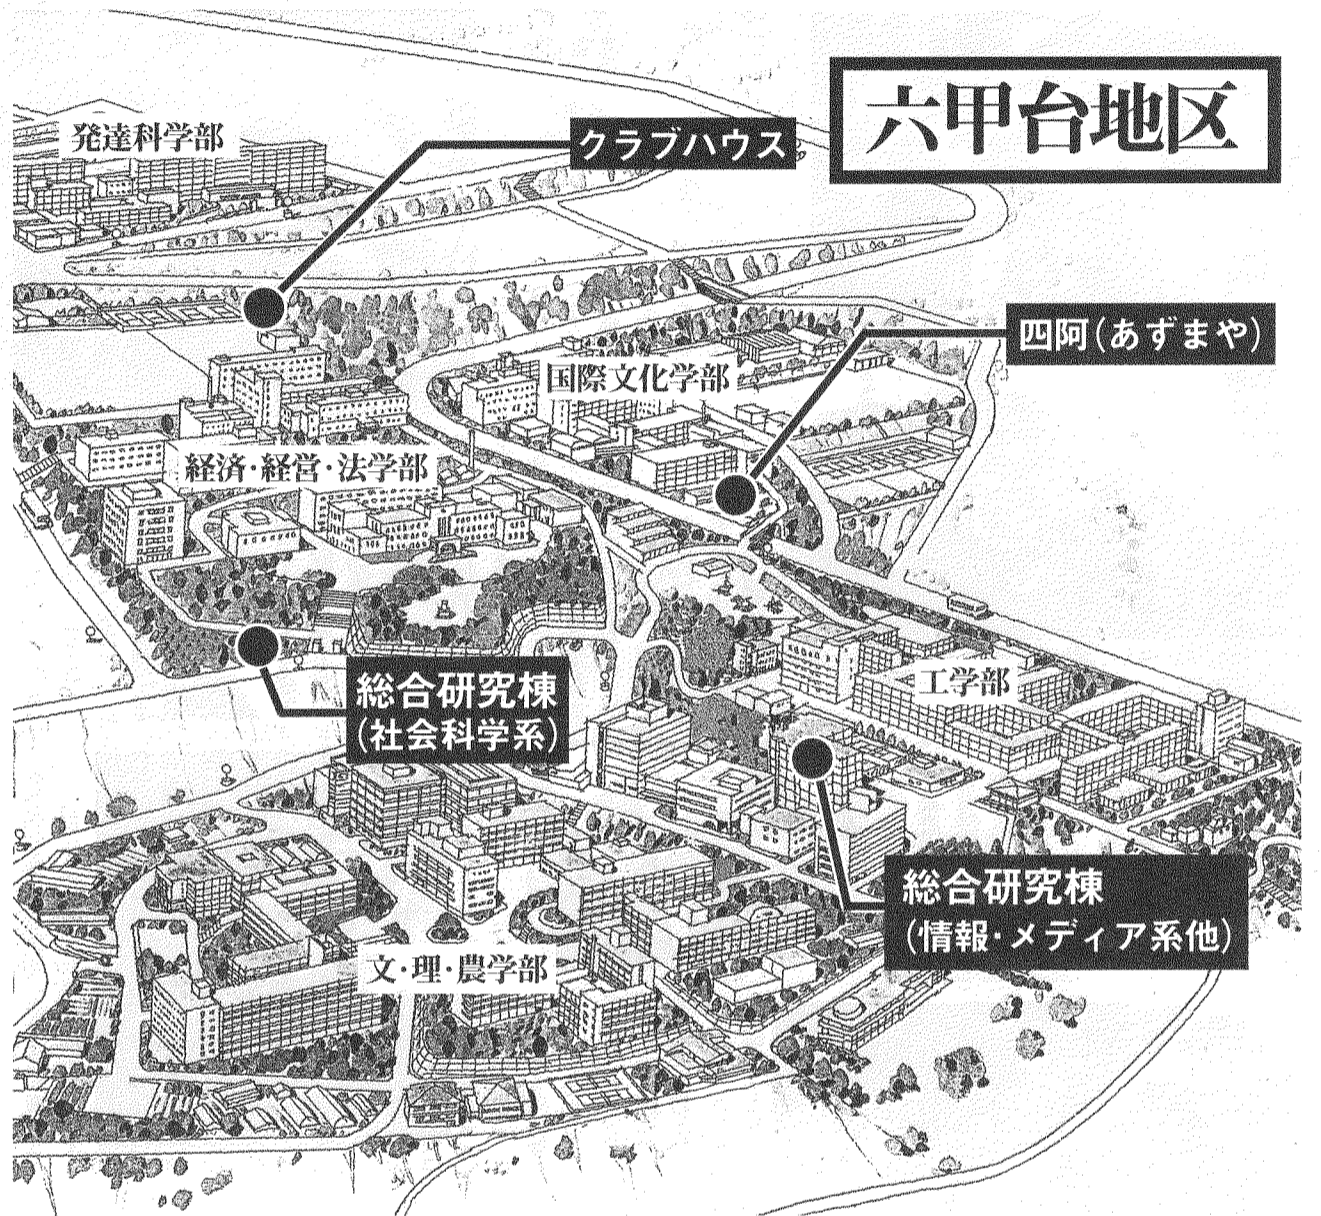 六甲台地区
発達科学部
クラブハウス
四阿(あずまや)
国際文化学部
経済・経営・法学部
総合研究棟
(社会科学系)
工学部
総合研究棟
(情報・メディア系他)
文・理・農学部